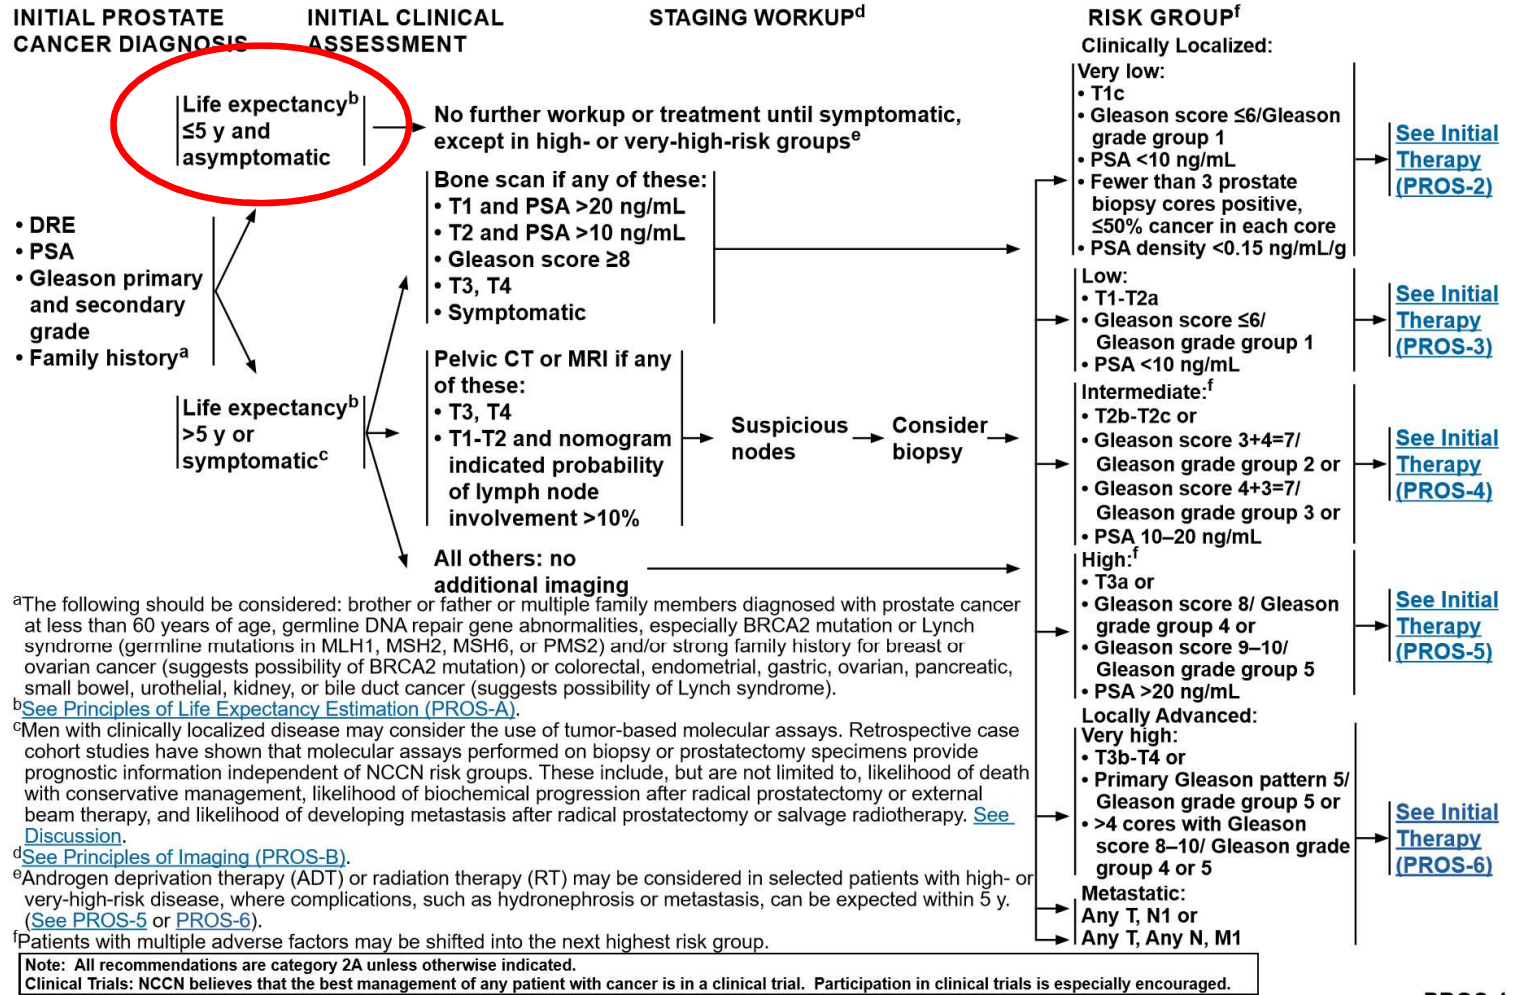 INITIAL PROSTATE
CANCER DIAGNOSIS
INITIAL CLINICAL
ASSESSMENT
STAGING WORKUPd
RISK GROUPf
• DRE
• PSA
• Gleason primary
and secondary
grade
• Family historya
Life expectancyb
≤5 y and
asymptomatic
Life expectancyb
>5 y or
symptomaticc
No further workup or treatment until symptomatic,
except in high- or very-high-risk groupse
Bone scan if any of these:
• T1 and PSA >20 ng/mL
• T2 and PSA >10 ng/mL
• Gleason score ≥8
• T3, T4
• Symptomatic
Pelvic CT or MRI if any
of these:
• T3, T4
• T1-T2 and nomogram
indicated probability
of lymph node
involvement >10%
Suspicious
nodes
Consider
biopsy
All others: no
additional imaging
Clinically Localized:
Very low:
• T1c
• Gleason score ≤6/Gleason
grade group 1
• PSA <10 ng/mL
• Fewer than 3 prostate
biopsy cores positive,
≤50% cancer in each core
• PSA density <0.15 ng/mL/g
See Initial
Therapy
(PROS-2)
Low:
• T1-T2a
• Gleason score ≤6/
Gleason grade group 1
• PSA <10 ng/mL
See Initial
Therapy
(PROS-3)
Intermediate:f
• T2b-T2c or
• Gleason score 3+4=7/
Gleason grade group 2 or
• Gleason score 4+3=7/
Gleason grade group 3 or
• PSA 10–20 ng/mL
See Initial
Therapy
(PROS-4)
High:f
• T3a or
• Gleason score 8/ Gleason
grade group 4 or
• Gleason score 9–10/
Gleason grade group 5
• PSA >20 ng/mL
See Initial
Therapy
(PROS-5)
Locally Advanced:
Very high:
• T3b-T4 or
• Primary Gleason pattern 5/
Gleason grade group 5 or
• >4 cores with Gleason
score 8–10/ Gleason grade
group 4 or 5
See Initial
Therapy
(PROS-6)
Metastatic:
Any T, N1 or
Any T, Any N, M1
aThe following should be considered: brother or father or multiple family members diagnosed with prostate cancer
at less than 60 years of age, germline DNA repair gene abnormalities, especially BRCA2 mutation or Lynch
syndrome (germline mutations in MLH1, MSH2, MSH6, or PMS2) and/or strong family history for breast or
ovarian cancer (suggests possibility of BRCA2 mutation) or colorectal, endometrial, gastric, ovarian, pancreatic,
small bowel, urothelial, kidney, or bile duct cancer (suggests possibility of Lynch syndrome).
bSee Principles of Life Expectancy Estimation (PROS-A).
cMen with clinically localized disease may consider the use of tumor-based molecular assays. Retrospective case
cohort studies have shown that molecular assays performed on biopsy or prostatectomy specimens provide
prognostic information independent of NCCN risk groups. These include, but are not limited to, likelihood of death
with conservative management, likelihood of biochemical progression after radical prostatectomy or external
beam therapy, and likelihood of developing metastasis after radical prostatectomy or salvage radiotherapy. See
Discussion.
dSee Principles of Imaging (PROS-B).
eAndrogen deprivation therapy (ADT) or radiation therapy (RT) may be considered in selected patients with high- or
very-high-risk disease, where complications, such as hydronephrosis or metastasis, can be expected within 5 y.
(See PROS-5 or PROS-6).
fPatients with multiple adverse factors may be shifted into the next highest risk group.
Note: All recommendations are category 2A unless otherwise indicated.
Clinical Trials: NCCN believes that the best management of any patient with cancer is in a clinical trial. Participation in clinical trials is especially encouraged.